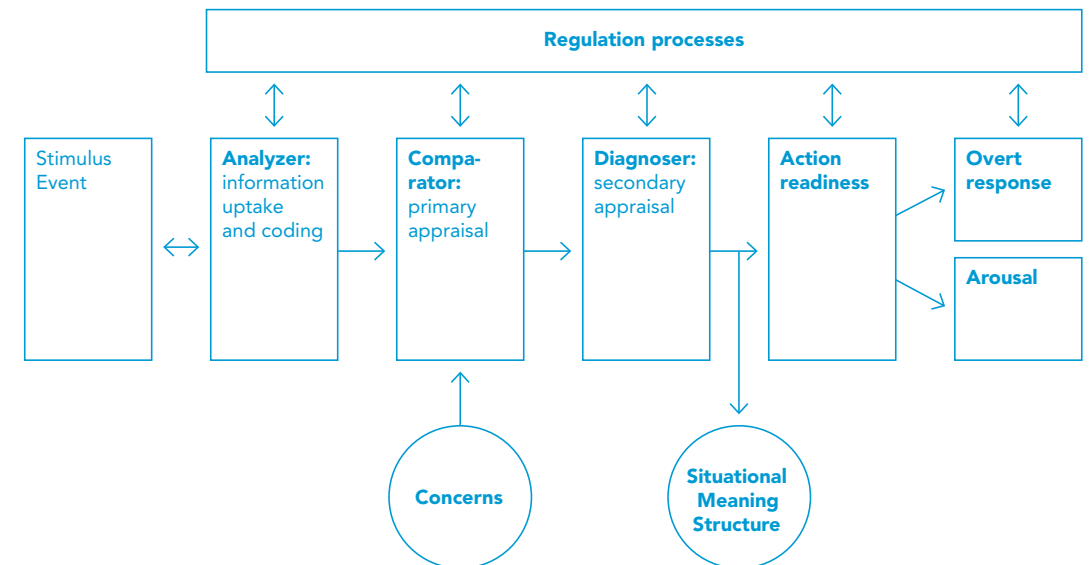 Regulation processes
Stimulus
Event
Analyzer:
information
uptake
and coding
Compa-
rator:
primary
appraisal
Diagnoser:
secondary
appraisal
Action
readiness
Overt
response
Arousal
Concerns
Situational
Meaning
Structure